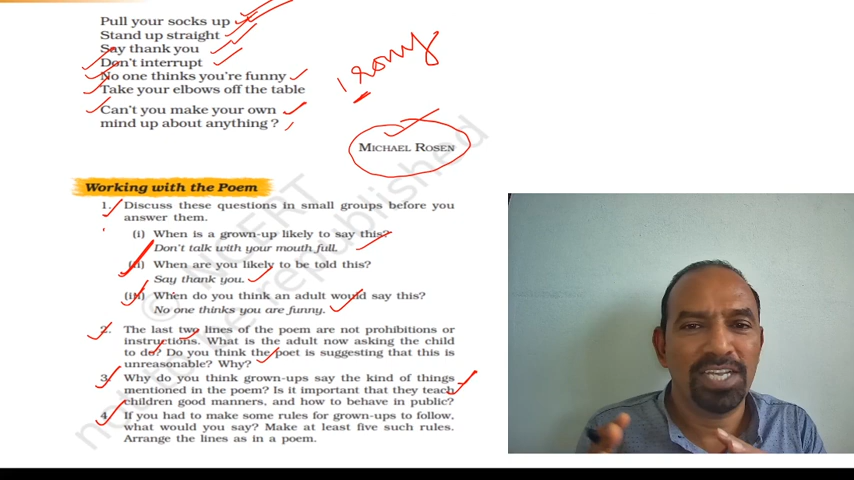 Pull your socks up
Stand up straight
Say thank you
Don't interrupt
No one thinks you're funny
Take your elbows off the table
Can't you make your own
mind up about anything ?
irony
MICHAEL ROSEN
Working with the Poem
1. Discuss these questions in small groups before you
answer them.
(i) When is a grown-up likely to say this?
Don't talk with your mouth full.
(ii) When are you likely to be told this?
Say thank you.
(iii) When do you think an adult would say this?
No one thinks you are funny.
2. The last two lines of the poem are not prohibitions or
instructions. What is the adult now asking the child
to do? Do you think the poet is suggesting that this is
unreasonable? Why?
3. Why do you think grown-ups say the kind of things
mentioned in the poem? Is it important that they teach
children good manners, and how to behave in public?
4. If you had to make some rules for grown-ups to follow,
what would you say? Make at least five such rules.
Arrange the lines as in a poem.
© NCERT
not to be republished